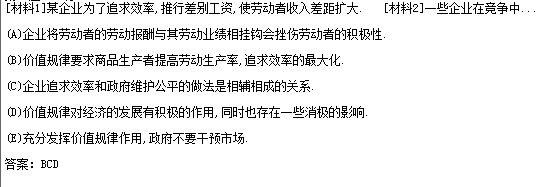 [材料1]某企业为了追求效率,推行差别工资,使劳动者收入差距扩大. [材料2]一些企业在竞争中...
(A)企业将劳动者的劳动报酬与其劳动业绩相挂钩会挫伤劳动者的积极性.
(B)价值规律要求商品生产者提高劳动生产率,追求效率的最大化.
(C)企业追求效率和政府维护公平的做法是相辅相成的关系.
(D)价值规律对经济的发展有积极的作用,同时也存在一些消极的影响.
(E)充分发挥价值规律作用,政府不要干预市场.
答案: BCD